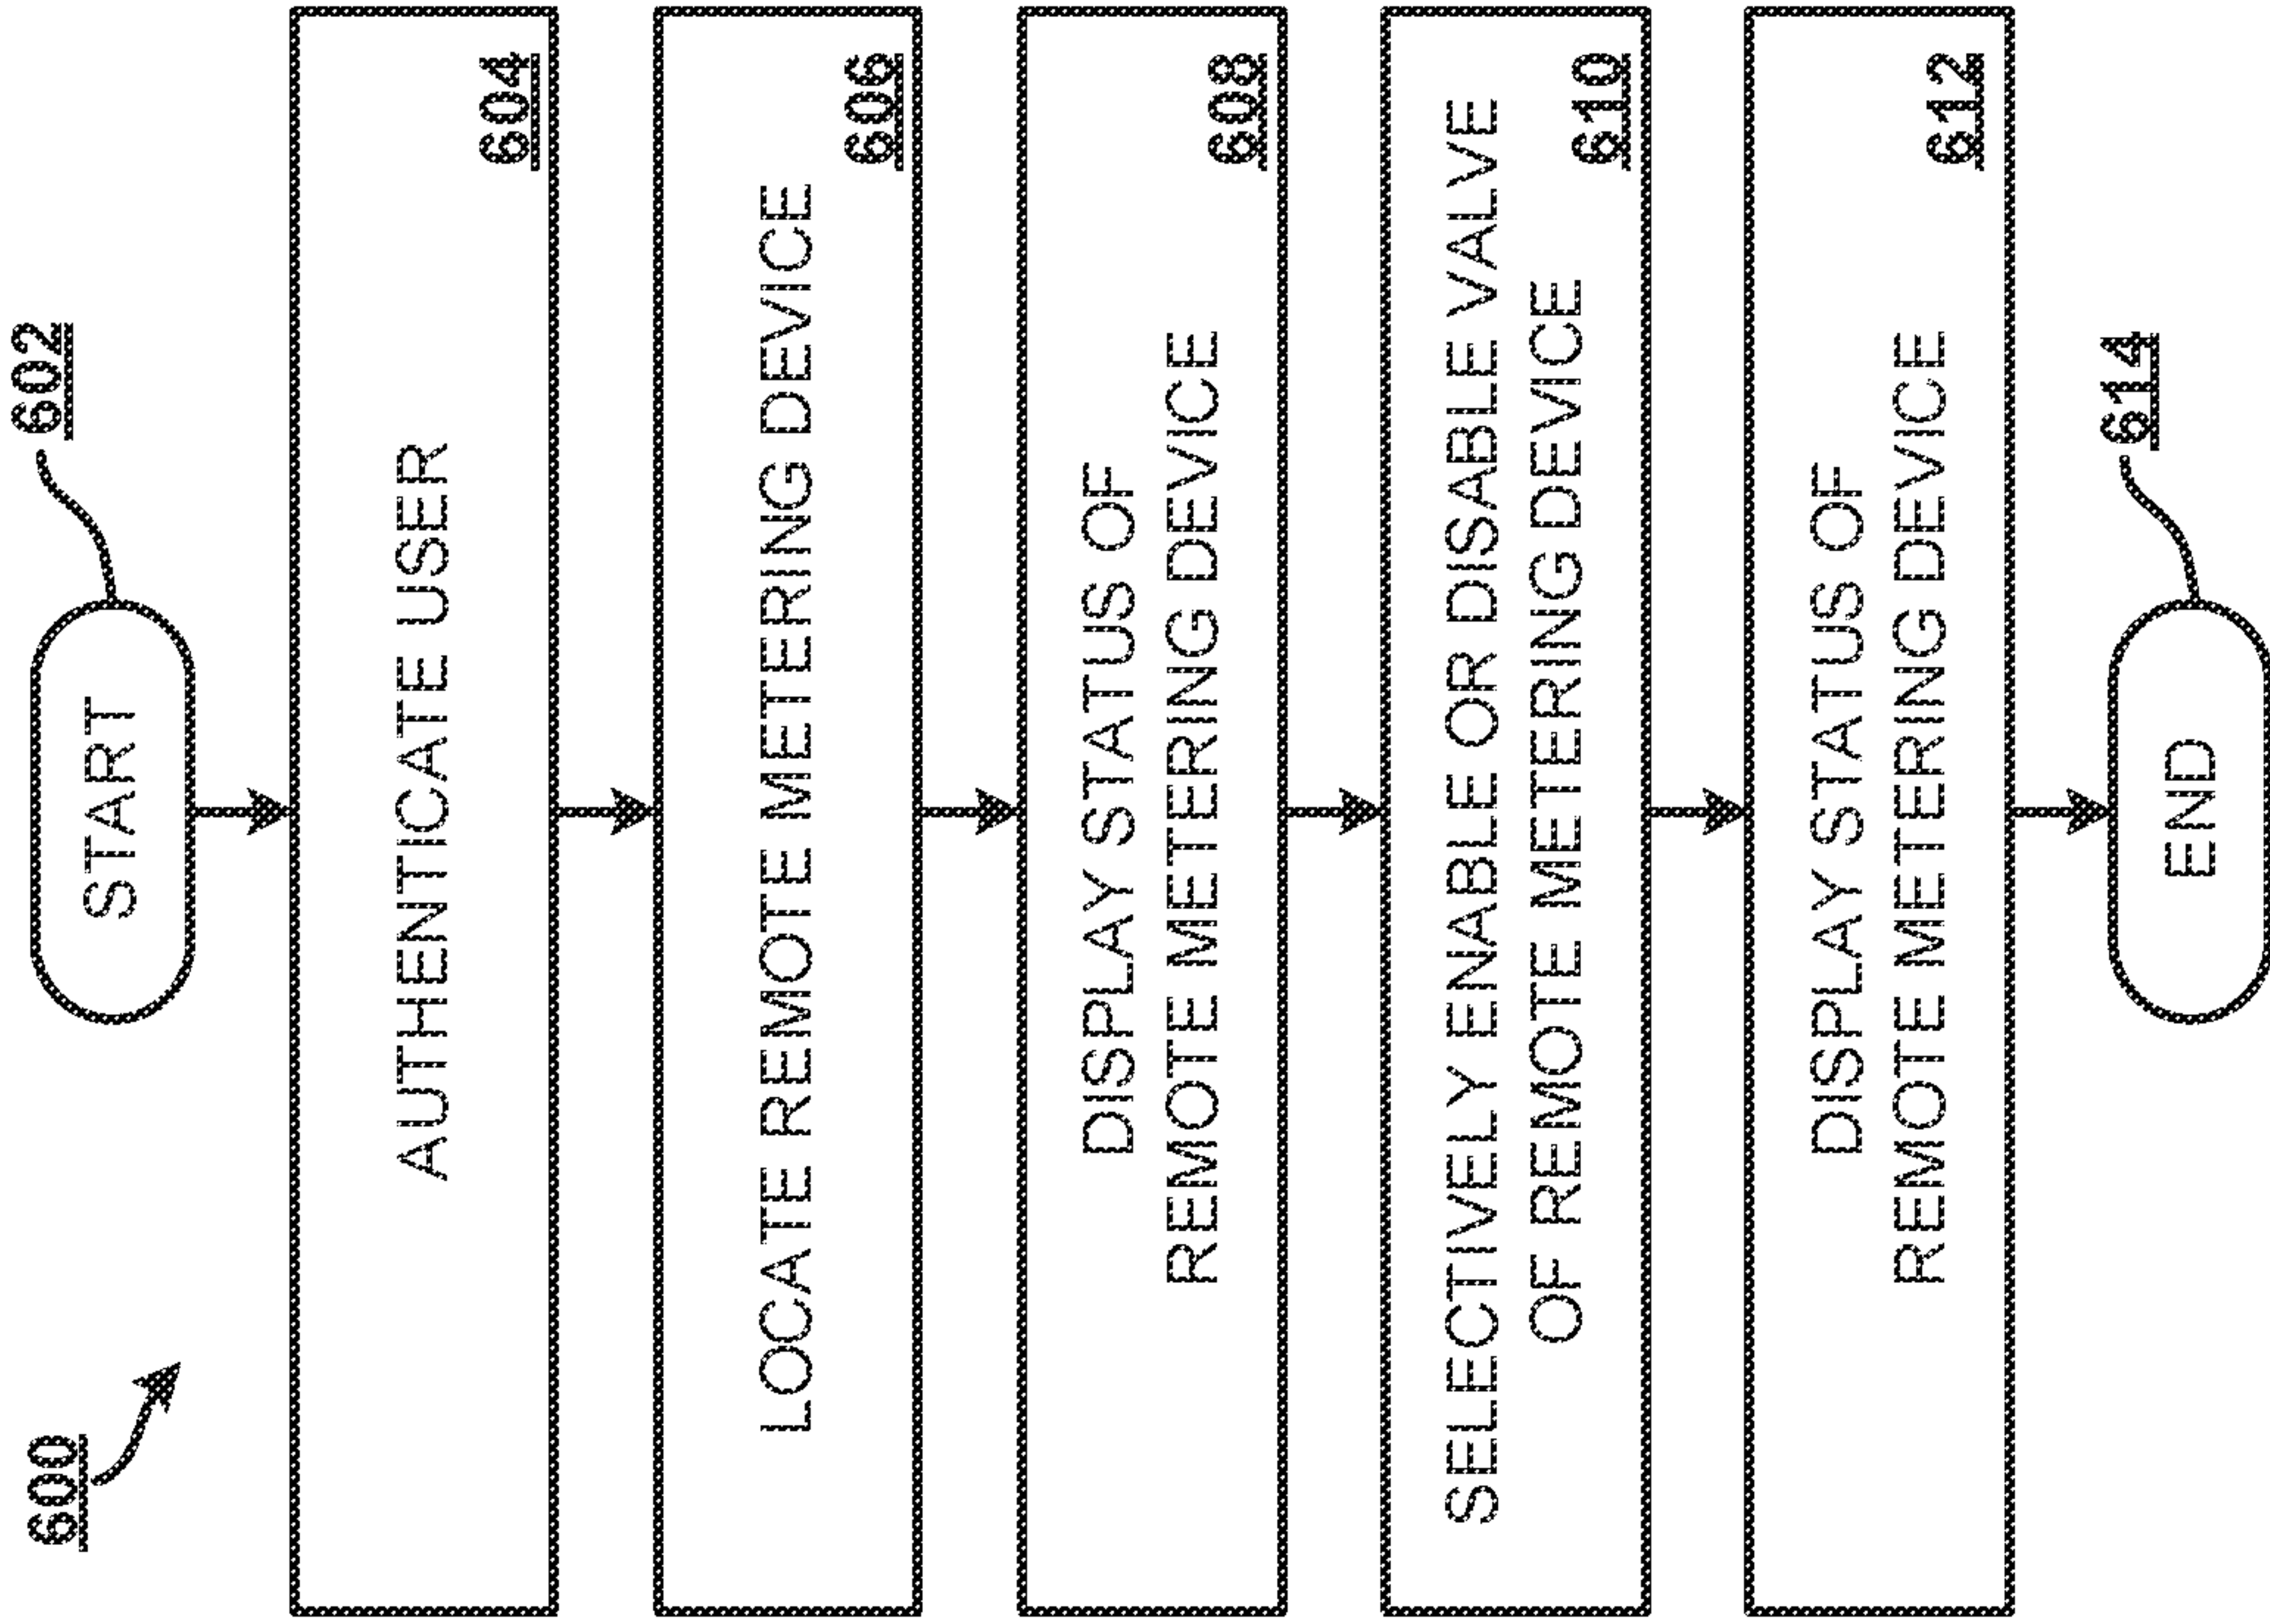 600
602
START
AUTHENTICATE USER
604
LOCATE REMOTE METERING DEVICE
606
DISPLAY STATUS OF
REMOTE METERING DEVICE
608
SELECTIVELY ENABLE OR DISABLE VALVE
OF REMOTE METERING DEVICE
610
DISPLAY STATUS OF
REMOTE METERING DEVICE
612
614
END